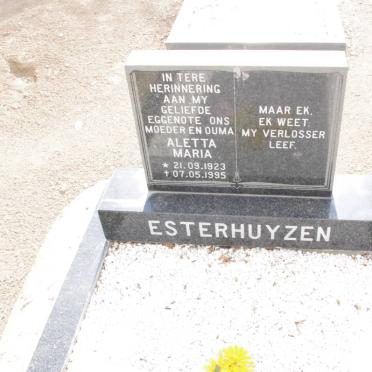 IN TERE
HERINNERING
AAN MY
GELIEFDE
EGGENOTE ONS
MOEDER EN OUMA
ALETTA
MARIA
* 21.09.1923
† 07.05.1995
MAAR EK.
EK WEET.
MY VERLOSSER
LEEF.
ESTERHUYZEN